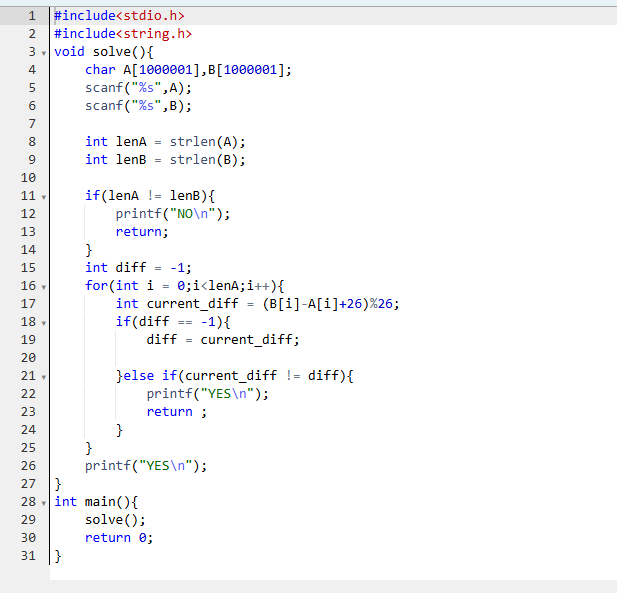 1 #include<stdio.h>
2 #include<string.h>
3 void solve(){
4     char A[1000001],B[1000001];
5     scanf("%s",A);
6     scanf("%s",B);
7
8     int lenA = strlen(A);
9     int lenB = strlen(B);
10
11     if(lenA != lenB){
12         printf("NO\n");
13         return;
14     }
15     int diff = -1;
16     for(int i = 0;i<lenA;i++){
17         int current_diff = (B[i]-A[i]+26)%26;
18         if(diff == -1){
19             diff = current_diff;
20
21         }else if(current_diff != diff){
22             printf("YES\n");
23             return ;
24         }
25     }
26     printf("YES\n");
27 }
28 int main(){
29     solve();
30     return 0;
31 }